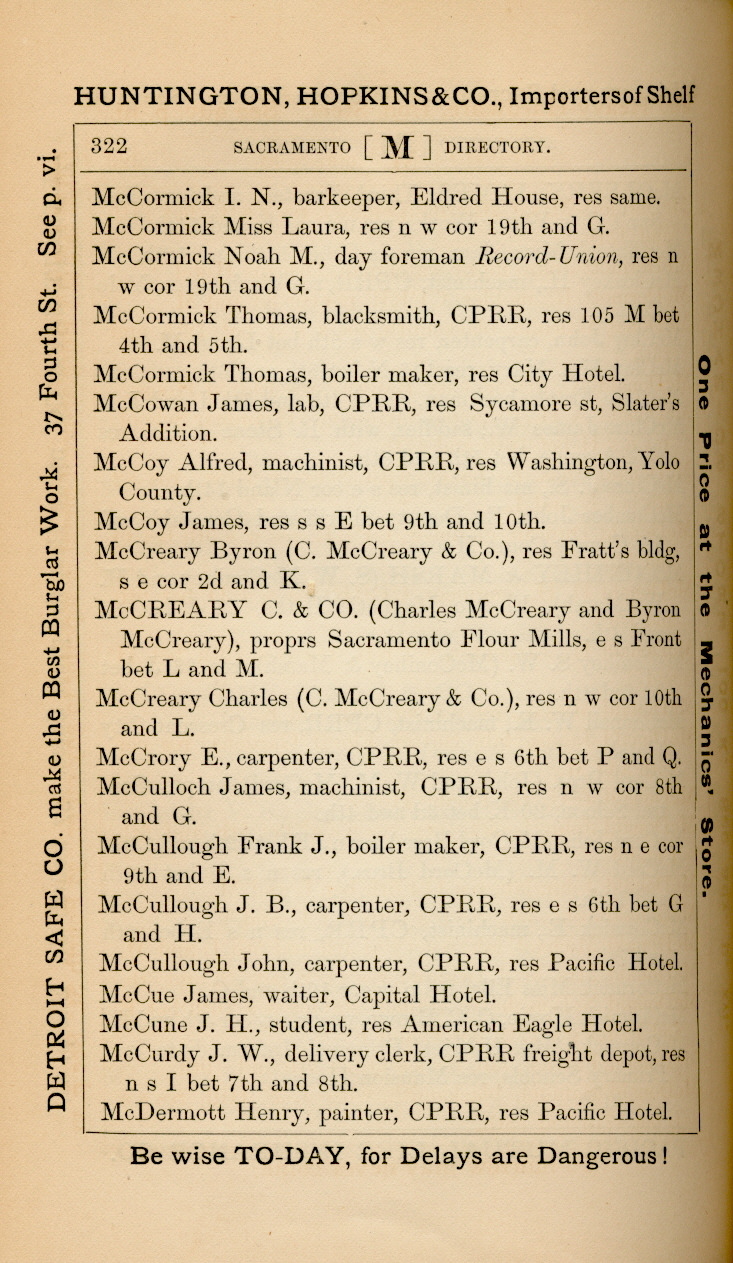 HUNTINGTON, HOPKINS & CO., Importers of Shelf
322 SACRAMENTO [ M ] DIRECTORY.
McCormick I. N., barkeeper, Eldred House, res same.
McCormick Miss Laura, res n w cor 19th and G.
McCormick Noah M., day foreman Record-Union, res n
w cor 19th and G.
McCormick Thomas, blacksmith, CPRR, res 105 M bet
4th and 5th.
McCormick Thomas, boiler maker, res City Hotel.
McCowan James, lab, CPRR, res Sycamore st, Slater's
Addition.
McCoy Alfred, machinist, CPRR, res Washington, Yolo
County.
McCoy James, res s s E bet 9th and 10th.
McCreary Byron (C. McCreary & Co.), res Fratt's bldg,
s e cor 2d and K.
McCREARY C. & CO. (Charles McCreary and Byron
McCreary), proprs Sacramento Flour Mills, e s Front
bet L and M.
McCreary Charles (C. McCreary & Co.), res n w cor 10th
and L.
McCrory E., carpenter, CPRR, res e s 6th bet P and Q.
McCulloch James, machinist, CPRR, res n w cor 8th
and G.
McCullough Frank J., boiler maker, CPRR, res n e cor
9th and E.
McCullough J. B., carpenter, CPRR, res e s 6th bet G
and H.
McCullough John, carpenter, CPRR, res Pacific Hotel.
McCue James, waiter, Capital Hotel.
McCune J. H., student, res American Eagle Hotel.
McCurdy J. W., delivery clerk, CPRR freight depot, res
n s I bet 7th and 8th.
McDermott Henry, painter, CPRR, res Pacific Hotel.
Be wise TO-DAY, for Delays are Dangerous!
DETROIT SAFE CO. make the Best Burglar Work. 37 Fourth St. See p. vi.
One Price at the Mechanics' Store.